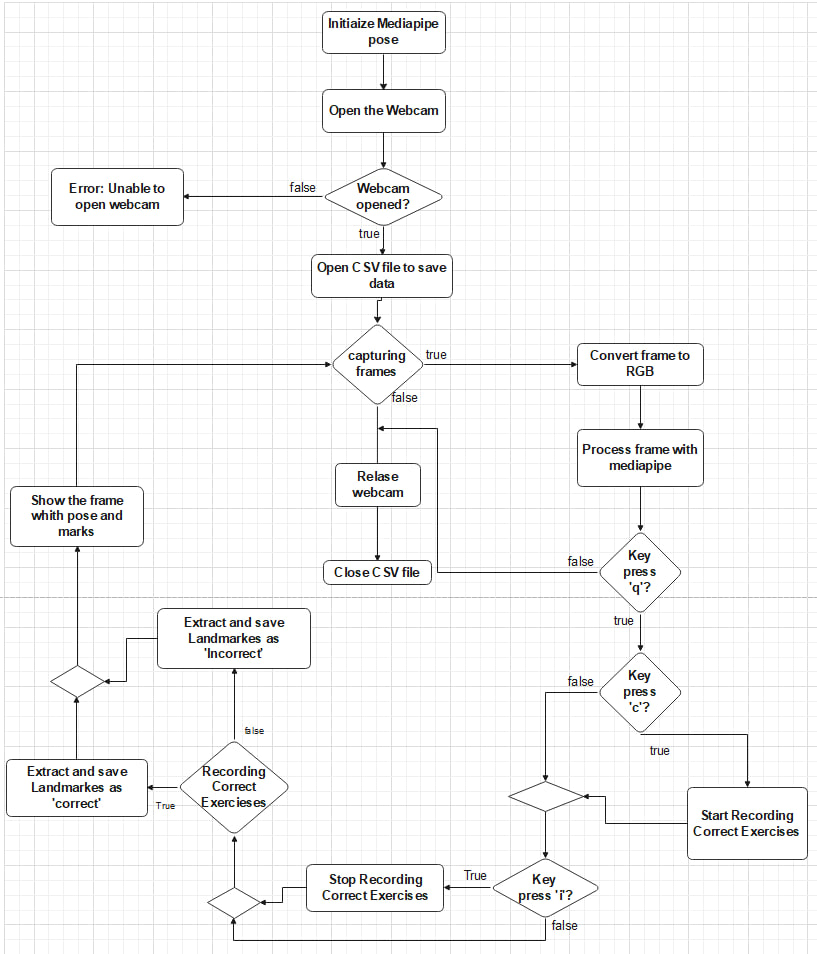 Initiaize Mediapipe
pose
Open the Webcam
Webcam
opened?
false
Error: Unable to
open webcam
true
Open CSV file to save
data
capturing
frames
true
false
Convert frame to
RGB
Process frame with
mediapipe
Relase
webcam
Close CSV file
Show the frame
whith pose and
marks
Key
press
'q'?
false
true
Extract and save
Landmarkes as
'Incorrect'
Key
press
'c'?
false
true
false
Recording
Correct
Exercieses
True
Extract and save
Landmarkes as
'correct'
Start Recording
Correct Exercises
Key
press 'i'?
True
false
Stop Recording
Correct Exercises